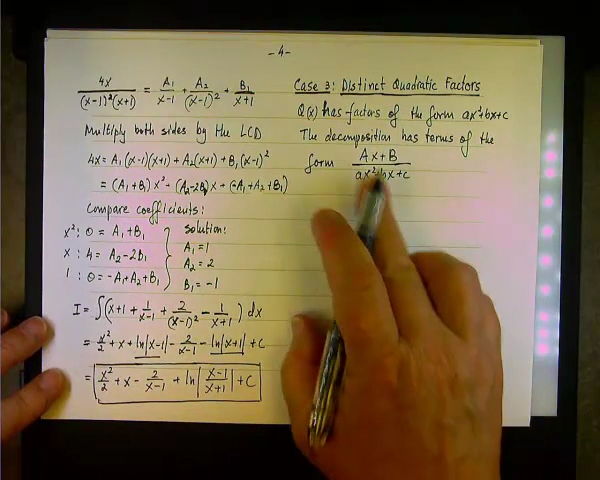 -4-
4x/((x-1)²(x+1)) = A₁/(x-1) + A₂/(x-1)² + B₁/(x+1)
Multiply both sides by the LCD
4x = A₁(x-1)(x+1) + A₂(x+1) + B₁(x-1)²
= (A₁+B₁)x² + (A₂-2B₁)x + (-A₁+A₂+B₁)
Compare coefficients:
x²: 0 = A₁+B₁
x: 4 = A₂-2B₁
1: 0 = -A₁+A₂+B₁
Solution:
A₁ = 1
A₂ = 2
B₁ = -1
I = ∫(x+1 + 1/(x-1) + 2/(x-1)² - 1/(x+1)) dx
= x²/2 + x + ln|x-1| - 2/(x-1) - ln|x+1| + C
= x²/2 + x - 2/(x-1) + ln|(x-1)/(x+1)| + C
Case 3: Distinct Quadratic Factors
Q(x) has factors of the form ax²+bx+c
The decomposition has terms of the
form (Ax+B)/(ax²+bx+c)